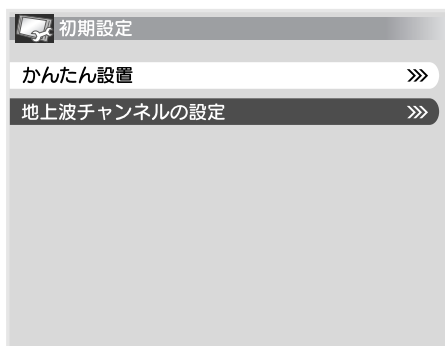 初期設定
かんたん設置
地上波チャンネルの設定